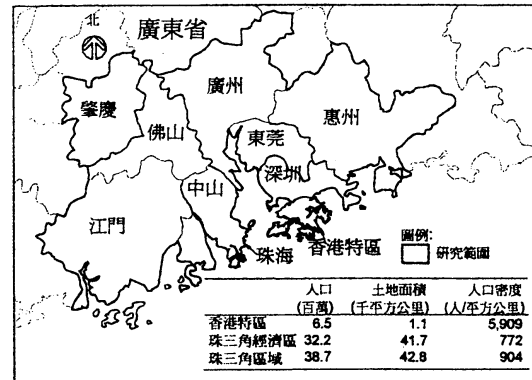 北
廣東省
廣州
肇慶
惠州
佛山
東莞
深圳
中山
江門
珠海
香港特區
圖例:
研究範圍
人口 土地面積 人口密度
(百萬) (千平方公里) (人/平方公里)
香港特區 6.5 1.1 5,909
珠三角經濟區 32.2 41.7 772
珠三角區域 38.7 42.8 904